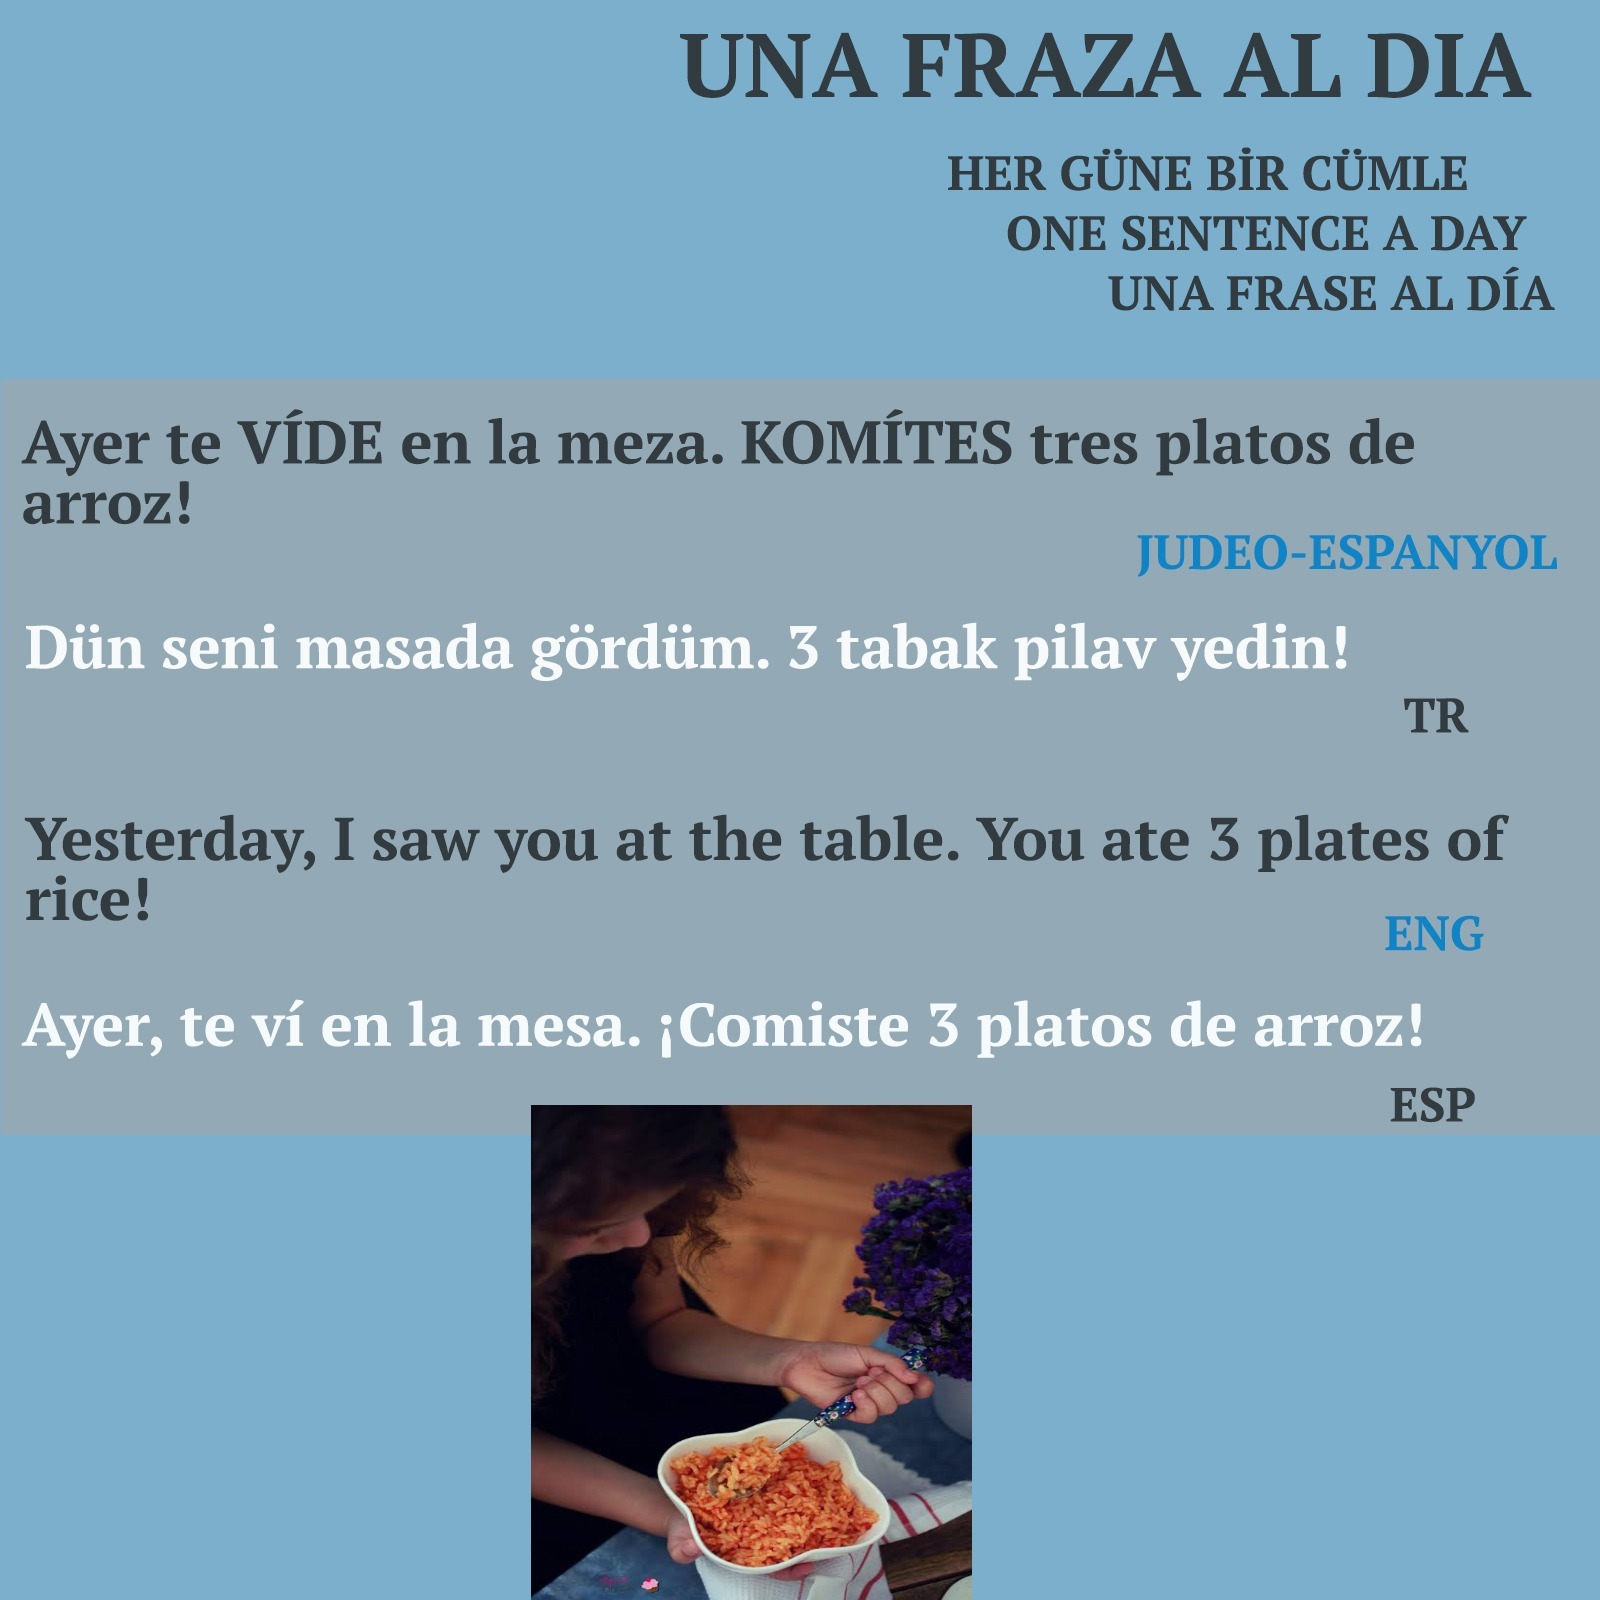 UNA FRAZA AL DIA
HER GÜNE BİR CÜMLE
ONE SENTENCE A DAY
UNA FRASE AL DÍA
Ayer te VÍDE en la meza. KOMÍTES tres platos de
arroz!
JUDEO-ESPANYOL
Dün seni masada gördüm. 3 tabak pilav yedin!
TR
Yesterday, I saw you at the table. You ate 3 plates of
rice!
ENG
Ayer, te ví en la mesa. ¡Comiste 3 platos de arroz!
ESP